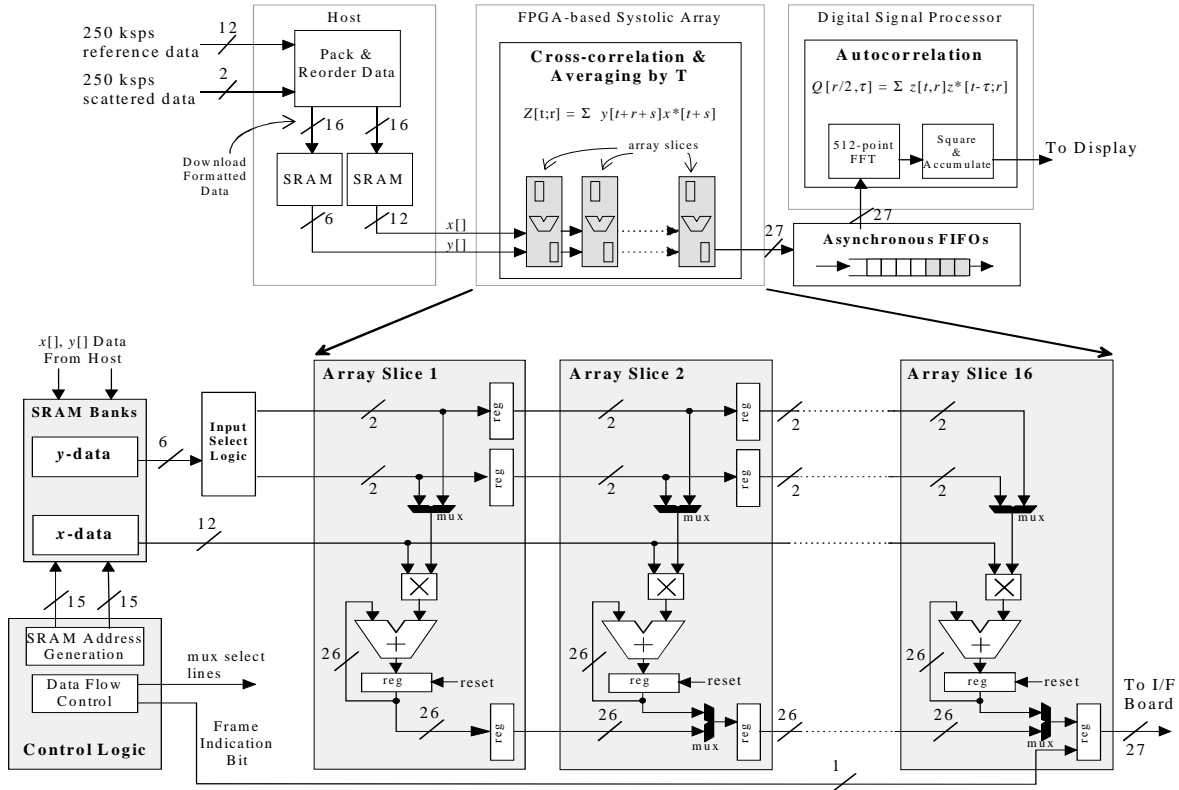 Host
FPGA-based Systolic Array
Digital Signal Processor
250 ksps
reference data
12
250 ksps
scattered data
2
Pack &
Reorder Data
16
16
Download
Formatted
Data
SRAM
SRAM
6
12
x[]
y[]
Cross-correlation &
Averaging by T
Z[t;r] = Σ y[t+r+s]x*[t+s]
array slices
27
Autocorrelation
Q[r/2,τ] = Σ z[t,r]z*[t-τ;r]
512-point
FFT
Square
&
Accumulate
To Display
27
Asynchronous FIFOs
x[], y[] Data
From Host
SRAM Banks
y-data
x-data
6
12
Input
Select
Logic
15
15
SRAM Address
Generation
Data Flow
Control
Control Logic
mux select
lines
Frame
Indication
Bit
Array Slice 1
2
reg
2
reg
mux
26
reg
reset
26
reg
Array Slice 2
2
reg
2
2
reg
2
mux
26
reg
reset
26
mux
reg
26
Array Slice 16
2
2
mux
26
reg
reset
26
mux
reg
1
To I/F
Board
27